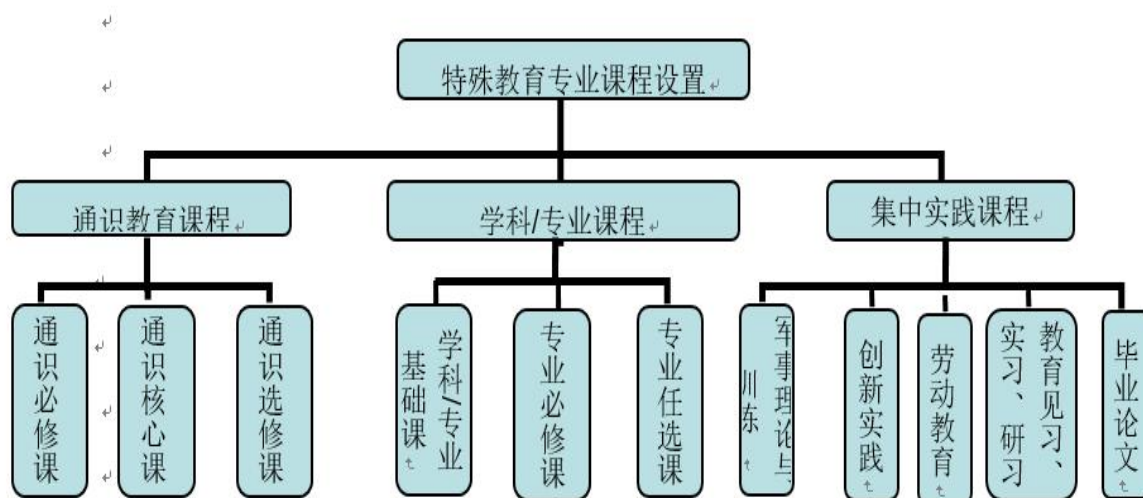 特殊教育专业课程设置
通识教育课程
学科/专业课程
集中实践课程
通识必修课
通识核心课
通识选修课
学科/专业
基础课
专业必修课
专业任选课
军事理论与
创新实践
劳动教育
教育见习、
实习、研习
毕业论文